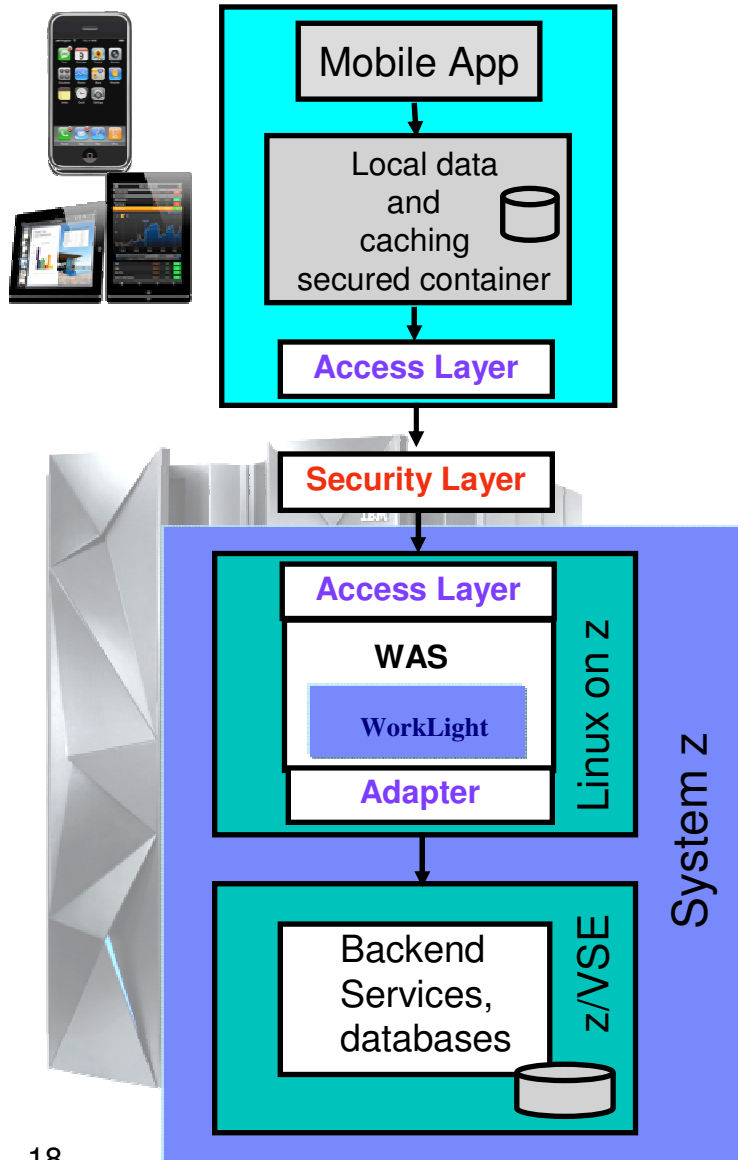 Mobile App
Local data
and
caching
secured container
Access Layer
Security Layer
IBM
Access Layer
WAS
WorkLight
Adapter
Linux on z
System z
Backend
Services,
databases
z/VSE
18